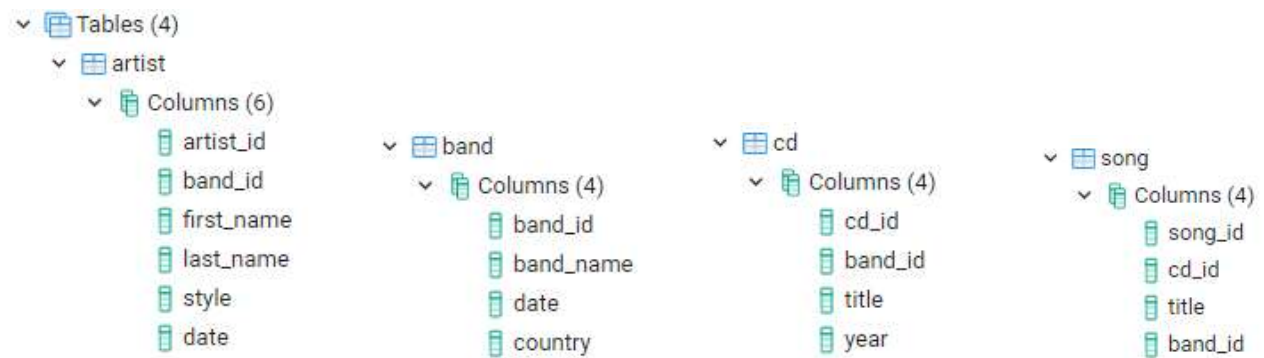 Tables (4)
artist
Columns (6)
artist_id
band_id
first_name
last_name
style
date
band
Columns (4)
band_id
band_name
date
country
cd
Columns (4)
cd_id
band_id
title
year
song
Columns (4)
song_id
cd_id
title
band_id